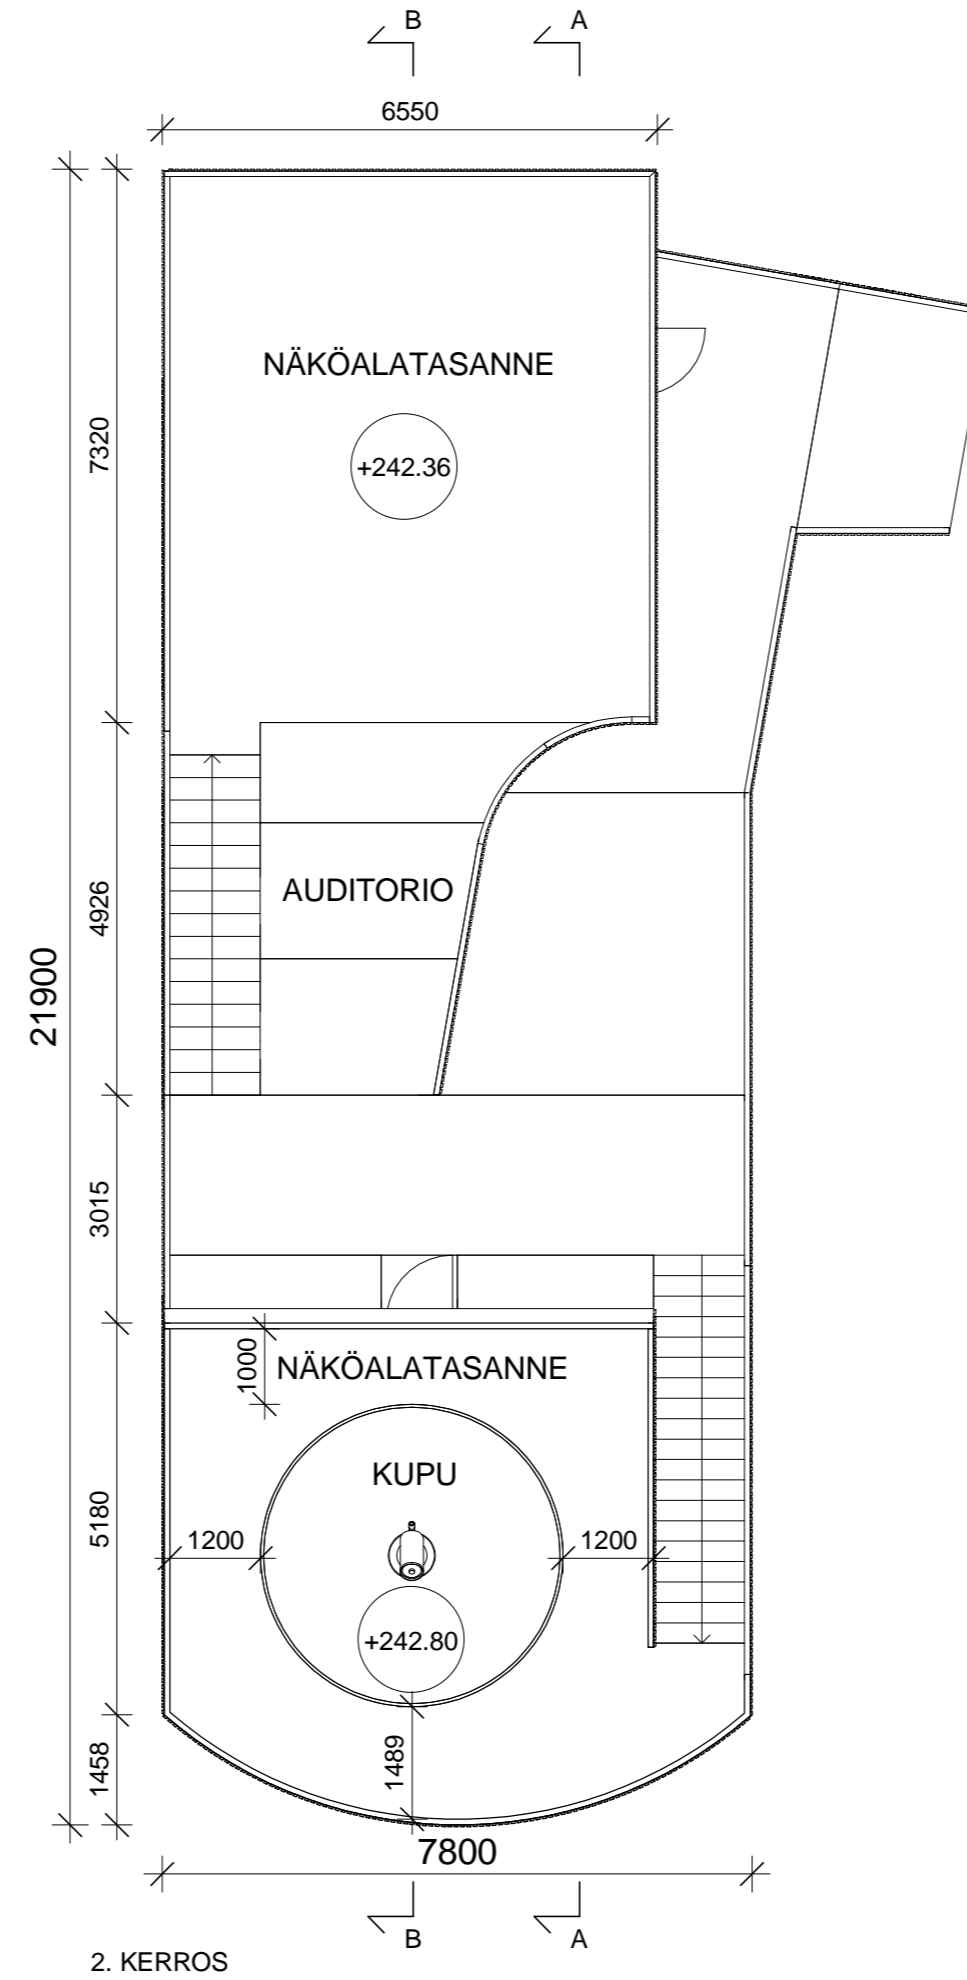 B
A
6550
NÄKÖALATASANNE
+242.36
7320
AUDITORIO
4926
21900
3015
1000
NÄKÖALATASANNE
KUPU
5180
1200
1200
+242.80
1458
1489
7800
B
A
2. KERROS